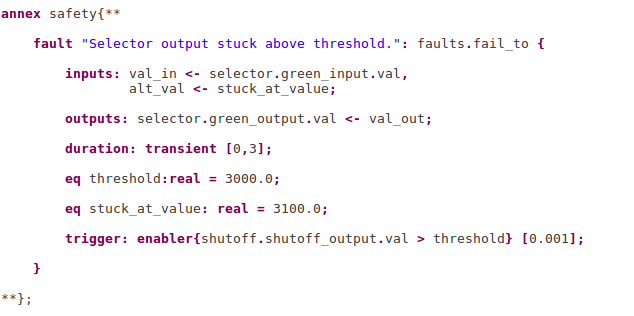 annex safety{**
fault "Selector output stuck above threshold.": faults.fail_to {
inputs: val_in <- selector.green_input.val,
alt_val <- stuck_at_value;
outputs: selector.green_output.val <- val_out;
duration: transient [0,3];
eq threshold:real = 3000.0;
eq stuck_at_value: real = 3100.0;
trigger: enabler{shutoff.shutoff_output.val > threshold} [0.001];
}
**};